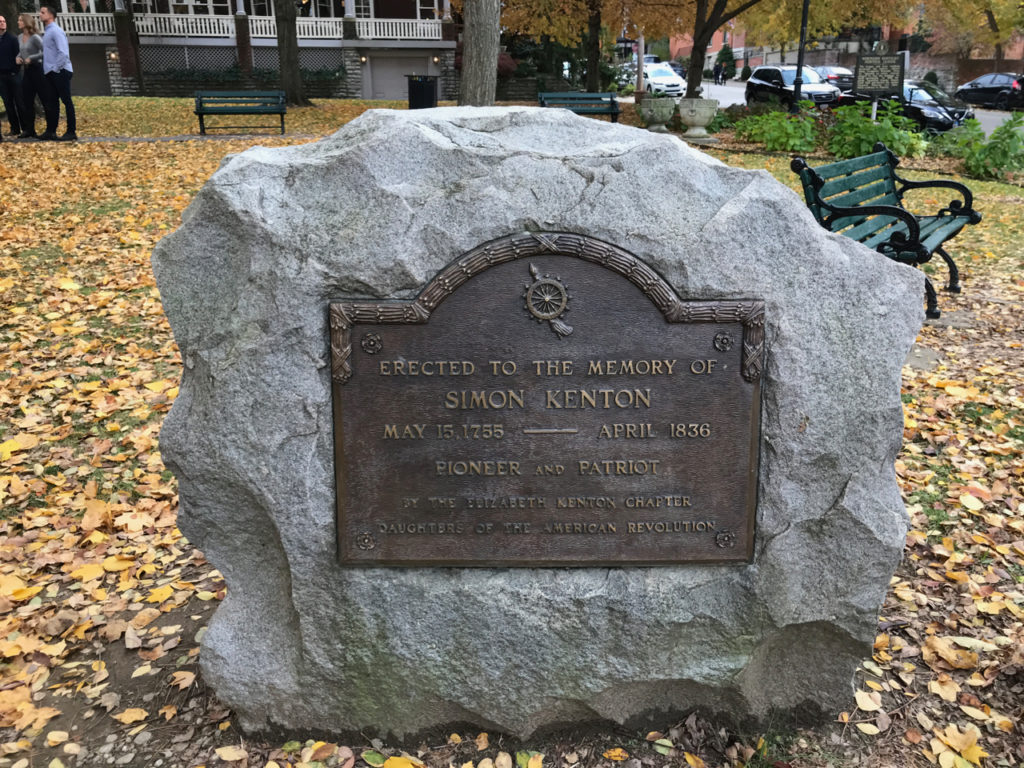 ERECTED TO THE MEMORY OF
SIMON KENTON
MAY 15, 1755 — APRIL 1836
PIONEER AND PATRIOT
BY THE ELIZABETH KENTON CHAPTER
DAUGHTERS OF THE AMERICAN REVOLUTION